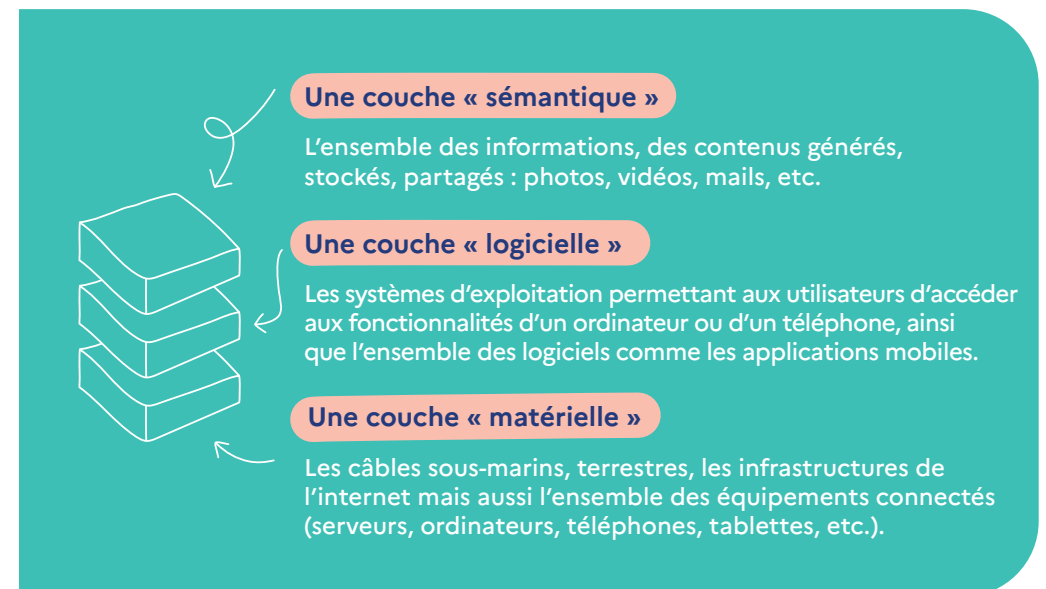 Une couche « sémantique »
L’ensemble des informations, des contenus générés,
stockés, partagés : photos, vidéos, mails, etc.
Une couche « logicielle »
Les systèmes d’exploitation permettant aux utilisateurs d’accéder
aux fonctionnalités d’un ordinateur ou d’un téléphone, ainsi
que l’ensemble des logiciels comme les applications mobiles.
Une couche « matérielle »
Les câbles sous-marins, terrestres, les infrastructures de
l’internet mais aussi l’ensemble des équipements connectés
(serveurs, ordinateurs, téléphones, tablettes, etc.).